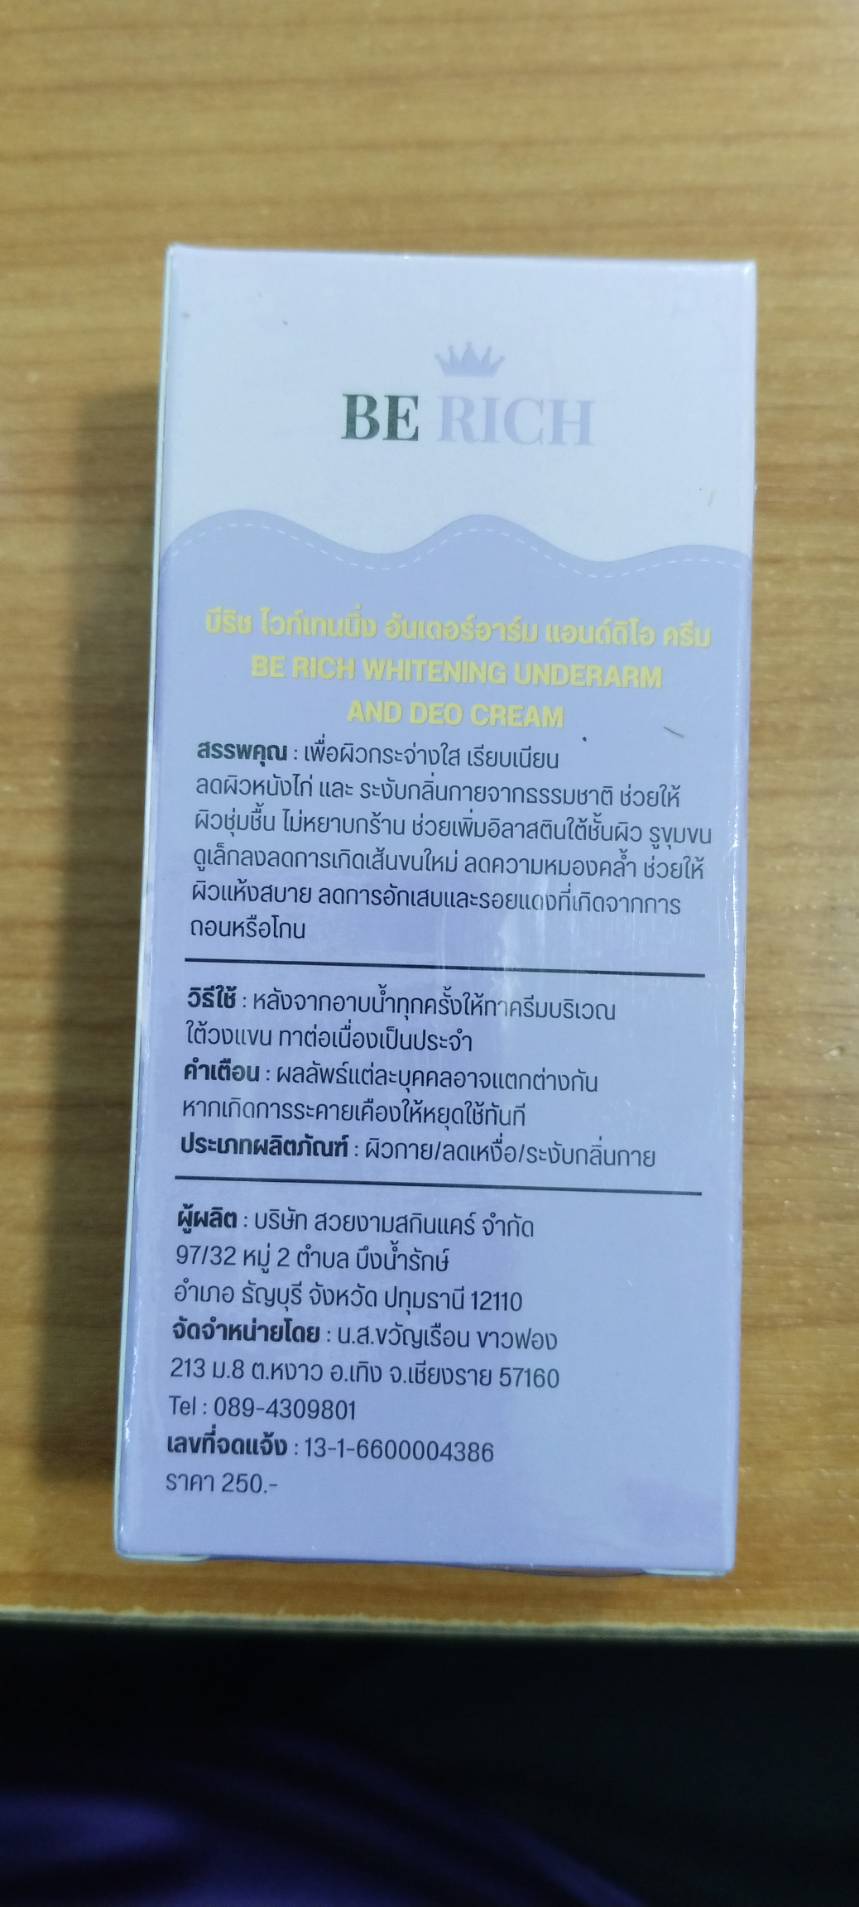 BE RICH
บีริช ไวท์เทนนิ่ง อันเดอร์อาร์ม แอนด์ดิโอ ครีม
BE RICH WHITENING UNDERARM
AND DEO CREAM
สรรพคุณ : เพื่อผิวกระจ่างใส เรียบเนียน
ลดผิวหนังไก่ และ ระงับกลิ่นกายจากธรรมชาติ ช่วยให้
ผิวชุ่มชื้น ไม่หยาบกร้าน ช่วยเพิ่มอิลาสตินใต้ชั้นผิว รูขุมขน
ดูเล็กลงลดการเกิดเส้นขนใหม่ ลดความหมองคล้ำ ช่วยให้
ผิวแห้งสบาย ลดการอักเสบและรอยแดงที่เกิดจากการ
ถอนหรือโกน
วิธีใช้ : หลังจากอาบน้ำทุกครั้งให้ทาครีมบริเวณ
ใต้วงแขน ทาต่อเนื่องเป็นประจำ
คำเตือน : ผลลัพธ์แต่ละบุคคลอาจแตกต่างกัน
หากเกิดการระคายเคืองให้หยุดใช้ทันที
ประเภทผลิตภัณฑ์ : ผิวกาย/ลดเหงื่อ/ระงับกลิ่นกาย
ผู้ผลิต : บริษัท สวยงามสกินแคร์ จำกัด
97/32 หมู่ 2 ตำบล บึงน้ำรักษ์
อำเภอ ธัญบุรี จังหวัด ปทุมธานี 12110
จัดจำหน่ายโดย : น.ส.ขวัญเรือน ขาวฟอง
213 ม.8 ต.หงาว อ.เทิง จ.เชียงราย 57160
Tel : 089-4309801
เลขที่จดแจ้ง : 13-1-6600004386
ราคา 250.-